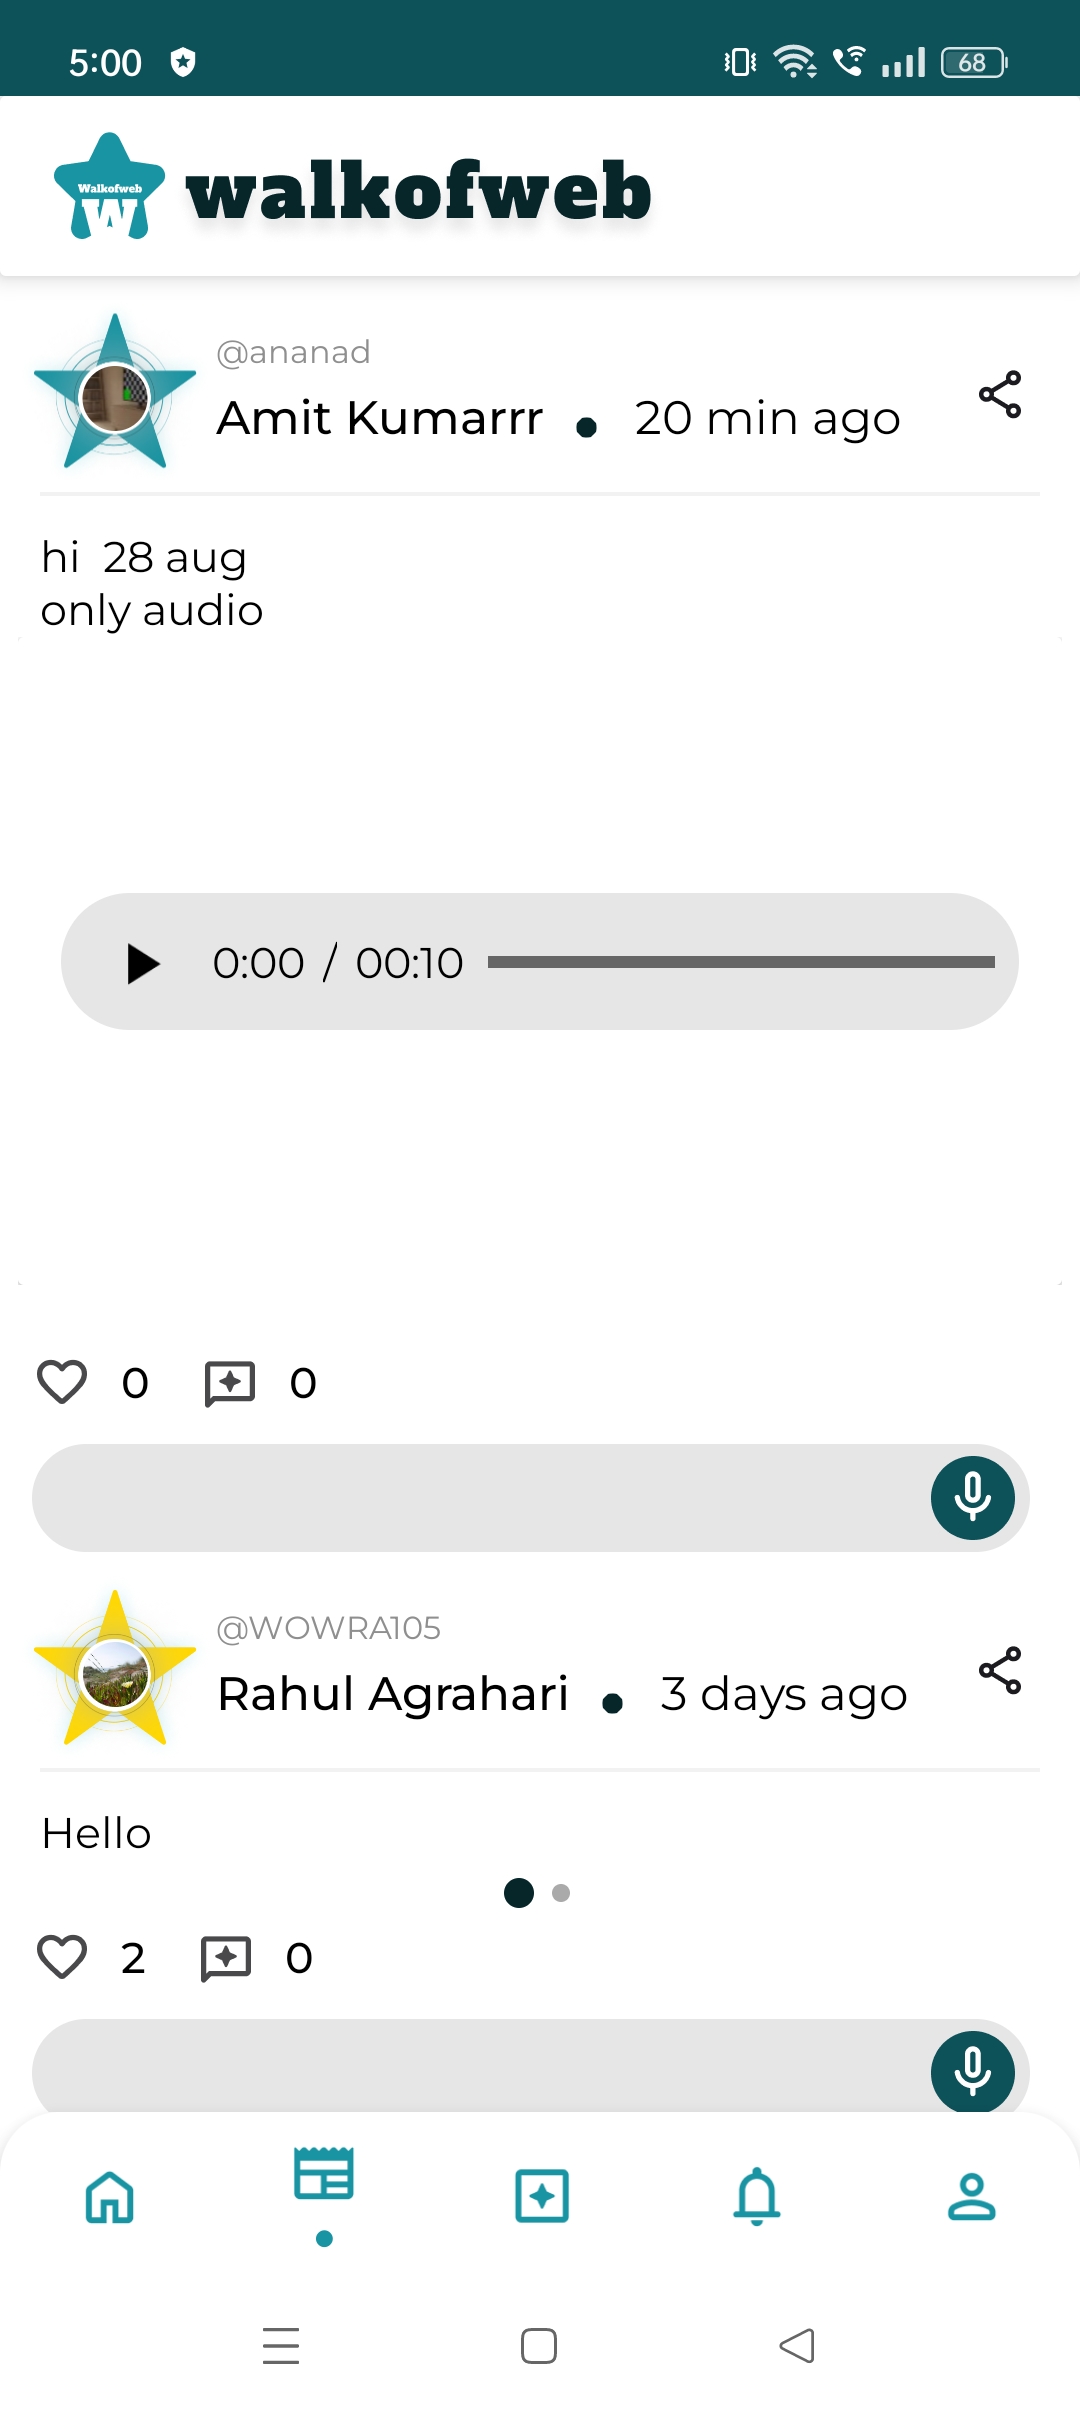 5:00
68
Walkofweb
W
walkofweb
@ananad
Amit Kumarrr • 20 min ago
hi  28 aug
only audio
0:00 / 00:10
0 0
@WOWRA105
Rahul Agrahari • 3 days ago
Hello
2 0